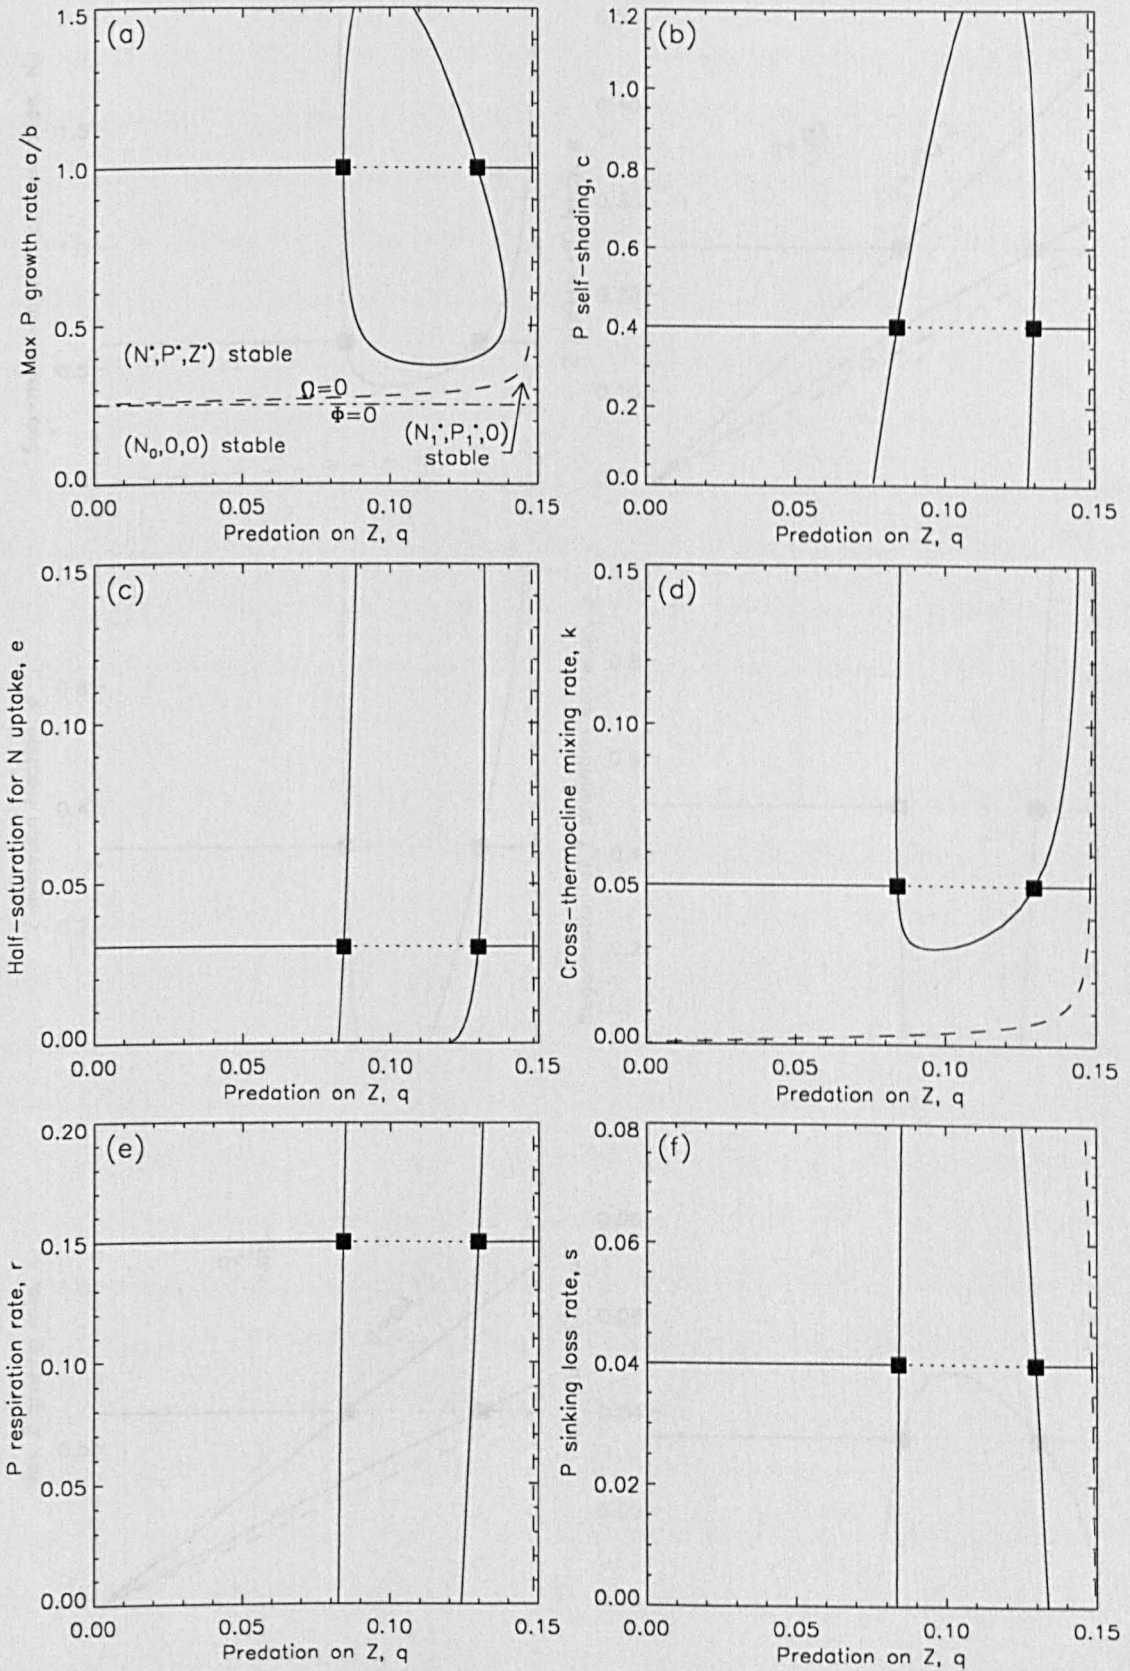 (a)
Max P growth rate, a/b
1.5
1.0
0.5
0.0
(N*,P*,Z*) stable
Ω=0
Φ=0
(N₀,0,0) stable
(N₁*,P₁*,0)
stable
0.00 0.05 0.10 0.15
Predation on Z, q
(b)
P self-shading, c
1.2
1.0
0.8
0.6
0.4
0.2
0.0
0.00 0.05 0.10 0.15
Predation on Z, q
(c)
Half-saturation for N uptake, e
0.15
0.10
0.05
0.00
0.00 0.05 0.10 0.15
Predation on Z, q
(d)
Cross-thermocline mixing rate, k
0.15
0.10
0.05
0.00
0.00 0.05 0.10 0.15
Predation on Z, q
(e)
P respiration rate, r
0.20
0.15
0.10
0.05
0.00
0.00 0.05 0.10 0.15
Predation on Z, q
(f)
P sinking loss rate, s
0.08
0.06
0.04
0.02
0.00
0.00 0.05 0.10 0.15
Predation on Z, q